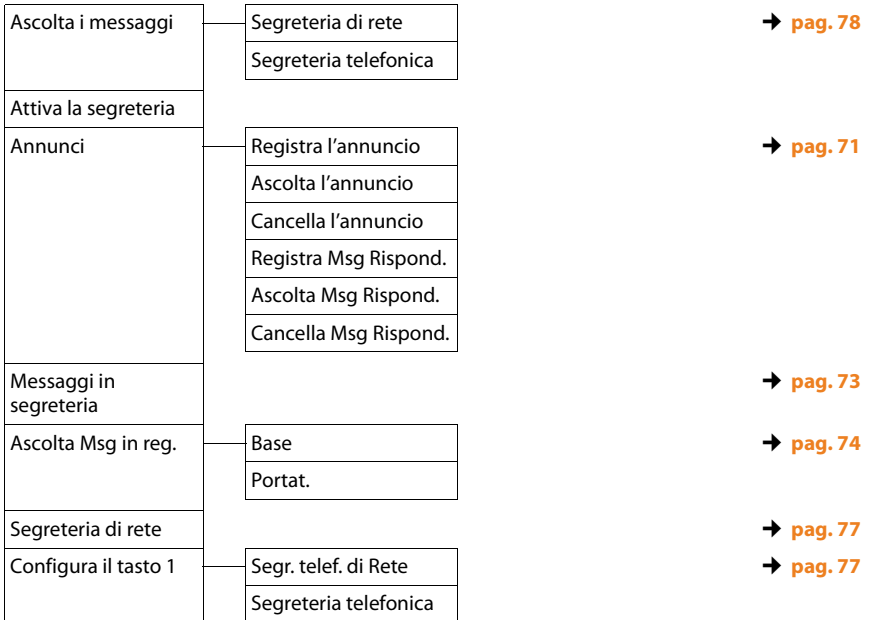 Ascolta i messaggi Segreteria di rete ➔ pag. 78
Segreteria telefonica
Attiva la segreteria
Annunci Registra l’annuncio ➔ pag. 71
Ascolta l’annuncio
Cancella l’annuncio
Registra Msg Rispond.
Ascolta Msg Rispond.
Cancella Msg Rispond.
Messaggi in
segreteria ➔ pag. 73
Ascolta Msg in reg. Base ➔ pag. 74
Portat.
Segreteria di rete ➔ pag. 77
Configura il tasto 1 Segr. telef. di Rete ➔ pag. 77
Segreteria telefonica